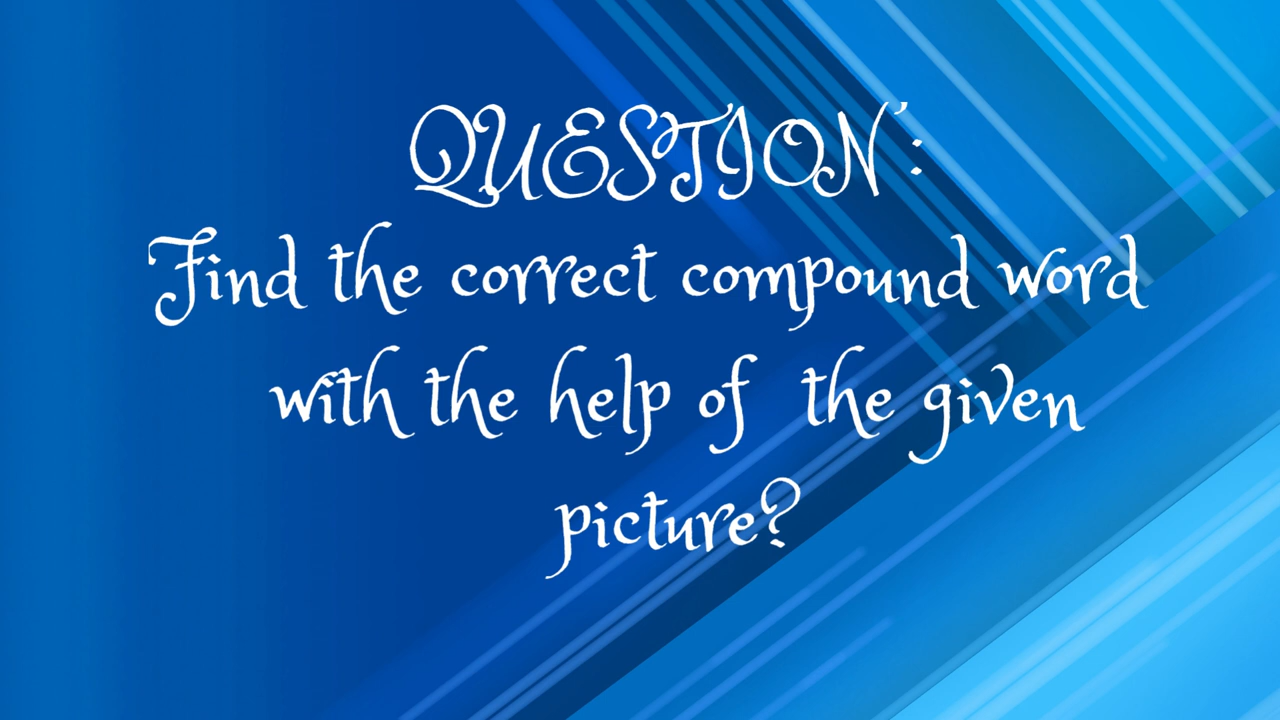 QUESTION':
Find the correct compound word
with the help of the given
picture?